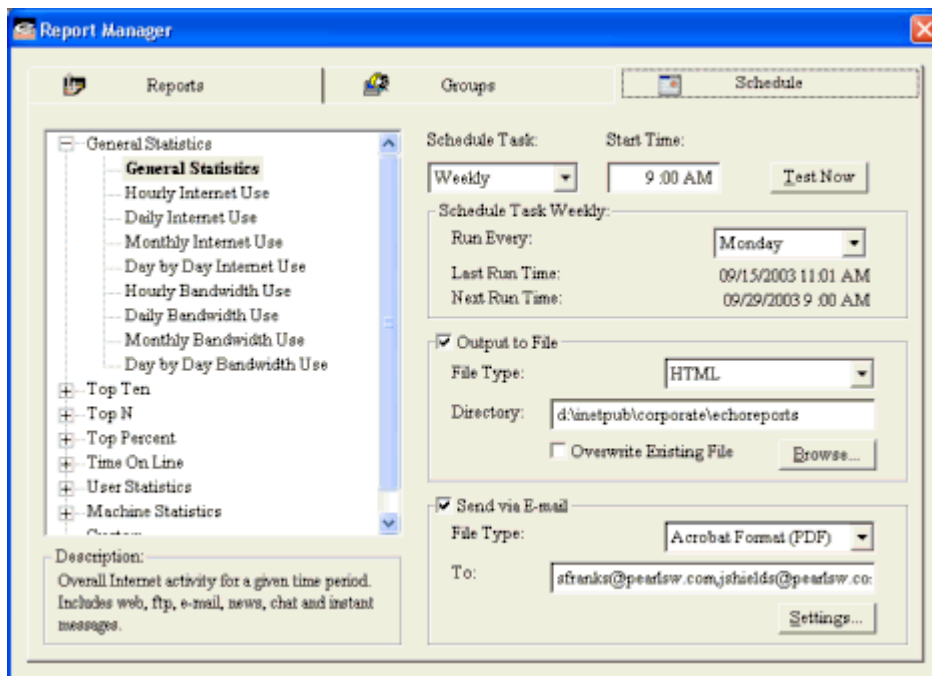 Report Manager
Reports
Groups
Schedule
General Statistics
General Statistics
Hourly Internet Use
Daily Internet Use
Monthly Internet Use
Day by Day Internet Use
Hourly Bandwidth Use
Daily Bandwidth Use
Monthly Bandwidth Use
Day by Day Bandwidth Use
Top Ten
Top N
Top Percent
Time On Line
User Statistics
Machine Statistics
Description:
Overall Internet activity for a given time period.
Includes web, ftp, e-mail, news, chat and instant
messages.
Schedule Task: Start Time:
Weekly 9 :00 AM Test Now
Schedule Task Weekly:
Run Every: Monday
Last Run Time: 09/15/2003 11:01 AM
Next Run Time: 09/29/2003 9 :00 AM
Output to File
File Type: HTML
Directory: d:\inetpub\corporate\echoreports
Overwrite Existing File Browse...
Send via E-mail
File Type: Acrobat Format (PDF)
To: sfranks@pearlsw.com,jshields@pearlsw.co
Settings...